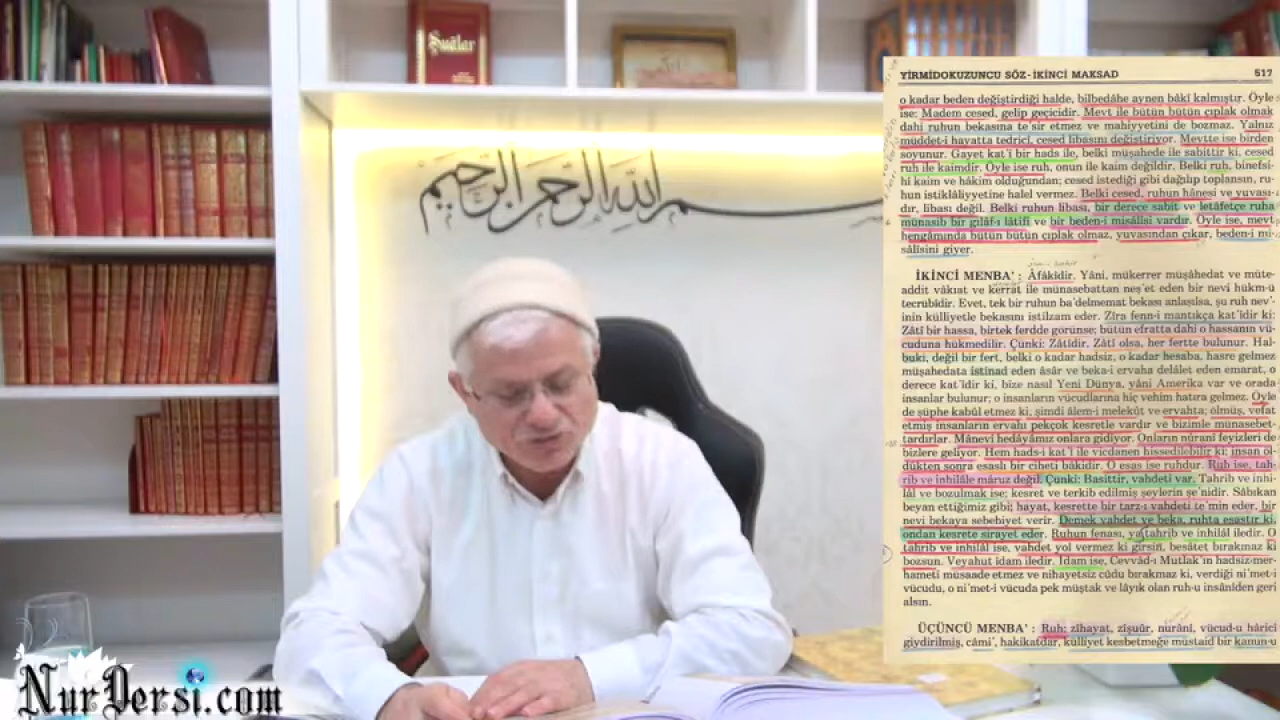 Şuâlar
بسم الله الرحمن الرحيم
YİRMİDOKUZUNCU SÖZ - İKİNCİ MAKSAD 517
o kadar beden değiştirdiği halde, bilbedâhe aynen bâki kalmıştır. Öyle
ise: Madem cesed, gelip geçicidir. Mevt ile bütün bütün çıplak olmak
dahi ruhun bekasına te'sir etmez ve mahiyyetini de bozmaz. Yalnız
müddet-i hayatta tedricî, cesed libasını değiştiriyor. Mevtte ise birden
soyunur. Gayet kat'î bir hads ile, belki müşahede ile sabittir ki, cesed
ruh ile kaimdir. Öyle ise ruh, onun ile kaim değildir. Belki ruh, binefsi-
hî kaim ve hâkim olduğundan; cesed istediği gibi dağılıp toplansın, ru-
hun istiklâliyyetine halel vermez. Belki cesed, ruhun hânesi ve yuvası-
dır, libası değil. Belki ruhun libası, bir derece sabit ve letâfetçe ruha
münasib bir gılâf-ı lâtifi ve bir beden-i misâlîsi vardır. Öyle ise, mevt
hengâmında bütün bütün çıplak olmaz, yuvasından çıkar, beden-i mi-
sâlîsini giyer.
İKİNCİ MENBA' : Âfâkîdir. Yâni, mükerrer müşâhedat ve müte-
addit vâkıat ve kerrat ile münasebattan neş'et eden bir nevi hükm-ü
tecrübîdir. Evet, tek bir ruhun ba'delmemat bekası anlaşılsa, şu ruh nev'-
inin külliyetle bekasını istilzam eder. Zîra fenn-i mantıkça kat'îdir ki:
Zâtî bir hassa, birtek ferdde görünse; bütün efratta dahi o hassanın vü-
cuduna hükmedilir. Çünki: Zâtîdir. Zâtî olsa, her fertte bulunur. Hal-
buki, değil bir fert, belki o kadar hadsiz, o kadar hesaba, hasre gelmez
müşahedata istinad eden âsâr ve beka-i ervaha delâlet eden emarat, o
derece kat'îdir ki, bize nasıl Yeni Dünya, yâni Amerika var ve orada
insanlar bulunur; o insanların vücudlarına hiç vehim hatıra gelmez. Öyle
de şüphe kabûl etmez ki, şimdi âlem-i melekût ve ervahta; ölmüş, vefat
etmiş insanların ervahı pekçok kesretle vardır ve bizimle münasebet-
tardırlar. Mânevî hedâyâmız onlara gidiyor. Onların nûranî feyizleri de
bizlere geliyor. Hem hads-i kat'î ile vicdanen hissedilebilir ki; insan öl-
dükten sonra esaslı bir ciheti bâkidir. O esas ise ruhdur. Ruh ise, tah-
rib ve inhilâle mâruz değil. Çünki: Basittir, vahdeti var. Tahrib ve inhi-
lâl ve bozulmak ise; kesret ve terkib edilmiş şeylerin şe'nidir. Sâbıkan
beyan ettiğimiz gibi; hayat, kesrette bir tarz-ı vahdeti te'min eder, bir
nevi bekaya sebebiyet verir. Demek vahdet ve beka, ruhta esastır ki,
ondan kesrete sirayet eder. Ruhun fenası, ya tahrib ve inhilâl iledir. O
tahrib ve inhilâl ise, vahdet yol vermez ki girsin, besâtet bırakmaz ki
bozsun. Veyahut idam iledir. İdam ise, Cevvâd-ı Mutlak'ın hadsiz mer-
hameti müsaade etmez ve nihayetsiz cûdu bırakmaz ki, verdiği ni'met-i
vücudu, o ni'met-i vücuda pek müştak ve lâyık olan ruh-u insânîden geri
alsın.
ÜÇÜNCÜ MENBA' : Ruh; zîhayat, zîşuûr, nurânî, vücud-u hâricî
giydirilmiş, câmi', hakikatdar, külliyet kesbetmeğe müstaid bir kanun-u
NurDersi.com